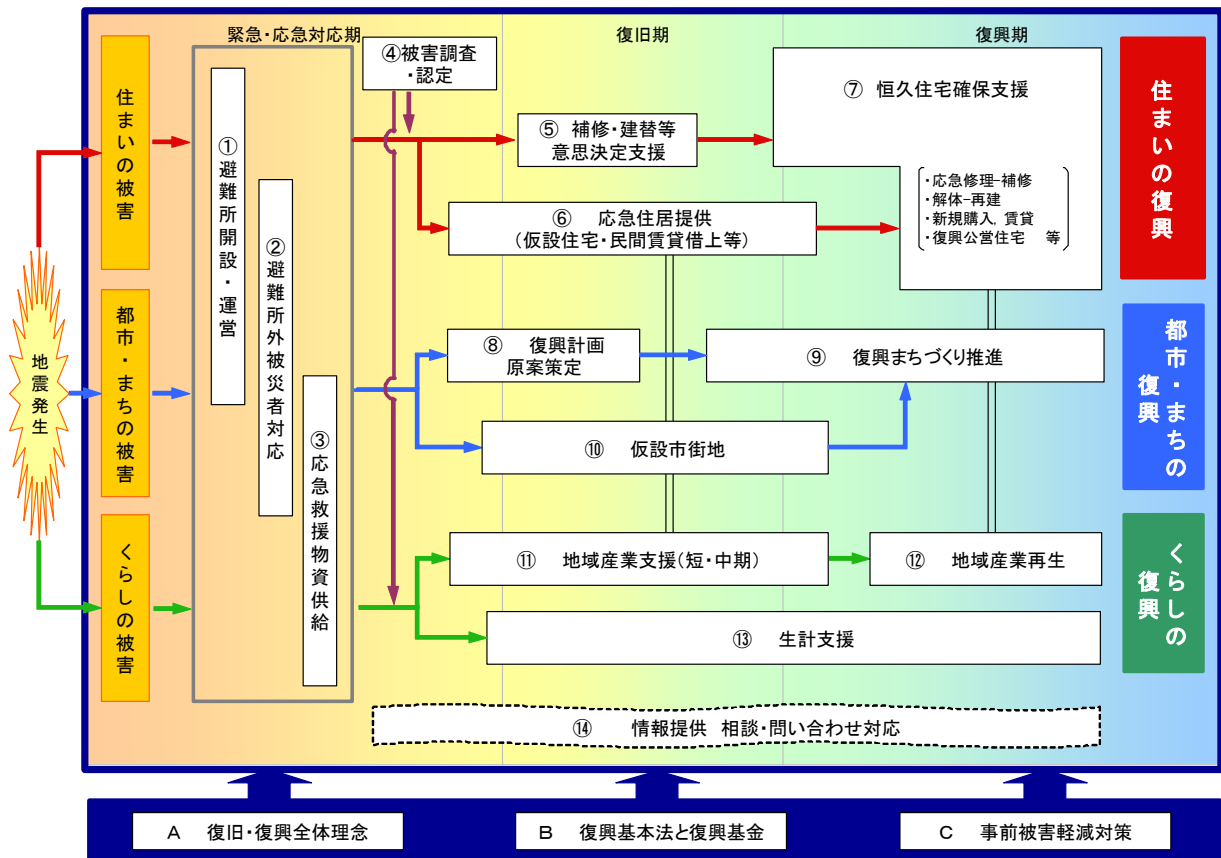 緊急・応急対応期
復旧期
復興期
地震発生
住まいの被害
都市・まちの被害
くらしの被害
①避難所開設・運営
②避難所外被災者対応
③応急救援物資供給
④被害調査
・認定
⑤ 補修・建替等
意思決定支援
⑥ 応急住居提供
(仮設住宅・民間賃貸借上等)
⑦ 恒久住宅確保支援
・応急修理-補修
・解体-再建
・新規購入, 賃貸
・復興公営住宅 等
⑧ 復興計画
原案策定
⑨ 復興まちづくり推進
⑩ 仮設市街地
⑪ 地域産業支援(短・中期)
⑫ 地域産業再生
⑬ 生計支援
⑭ 情報提供 相談・問い合わせ対応
住まいの復興
都市・まちの
復興
くらしの
復興
A 復旧・復興全体理念
B 復興基本法と復興基金
C 事前被害軽減対策